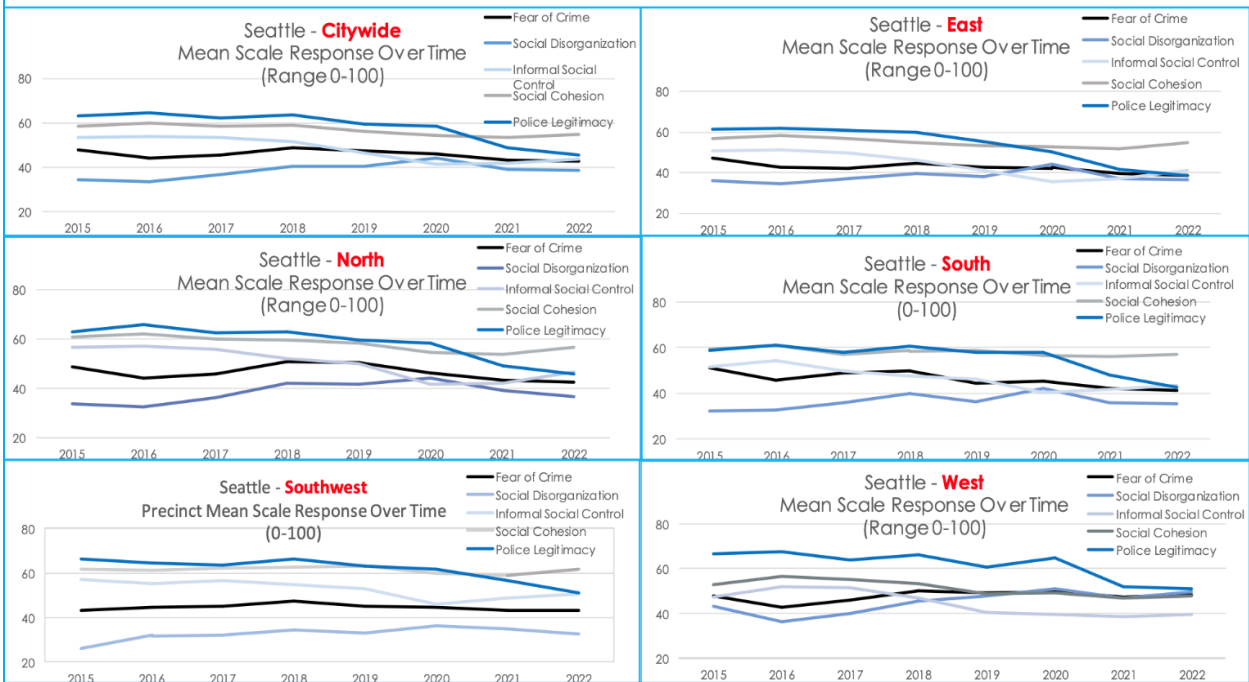 Seattle - Citywide
Mean Scale Response Over Time
(Range 0-100)
Fear of Crime
Social Disorganization
Informal Social
Control
Social Cohesion
Police Legitimacy
80
60
40
20
2015 2016 2017 2018 2019 2020 2021 2022
Seattle - East
Mean Scale Response Over Time
(Range 0-100)
Fear of Crime
Social Disorganization
Informal Social Control
Social Cohesion
Police Legitimacy
80
60
40
20
2015 2016 2017 2018 2019 2020 2021 2022
Seattle - North
Mean Scale Response Over Time
(Range 0-100)
Fear of Crime
Social Disorganization
Informal Social Control
Social Cohesion
Police Legitimacy
80
60
40
20
2015 2016 2017 2018 2019 2020 2021 2022
Seattle - South
Mean Scale Response Over Time
(0-100)
Fear of Crime
Social Disorganization
Informal Social Control
Social Cohesion
Police Legitimacy
80
60
40
20
2015 2016 2017 2018 2019 2020 2021 2022
Seattle - Southwest
Precinct Mean Scale Response Over Time
(0-100)
Fear of Crime
Social Disorganization
Informal Social Control
Social Cohesion
Police Legitimacy
80
60
40
20
2015 2016 2017 2018 2019 2020 2021 2022
Seattle - West
Mean Scale Response Over Time
(Range 0-100)
Fear of Crime
Social Disorganization
Informal Social Control
Social Cohesion
Police Legitimacy
80
60
40
20
2015 2016 2017 2018 2019 2020 2021 2022